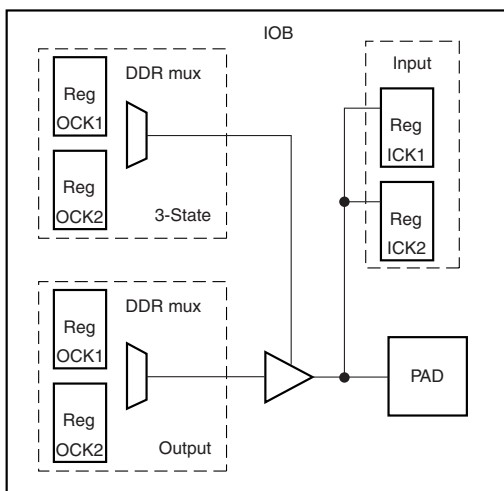 IOB
DDR mux
Reg
OCK1
Reg
OCK2
3-State
Input
Reg
ICK1
Reg
ICK2
DDR mux
Reg
OCK1
Reg
OCK2
Output
PAD